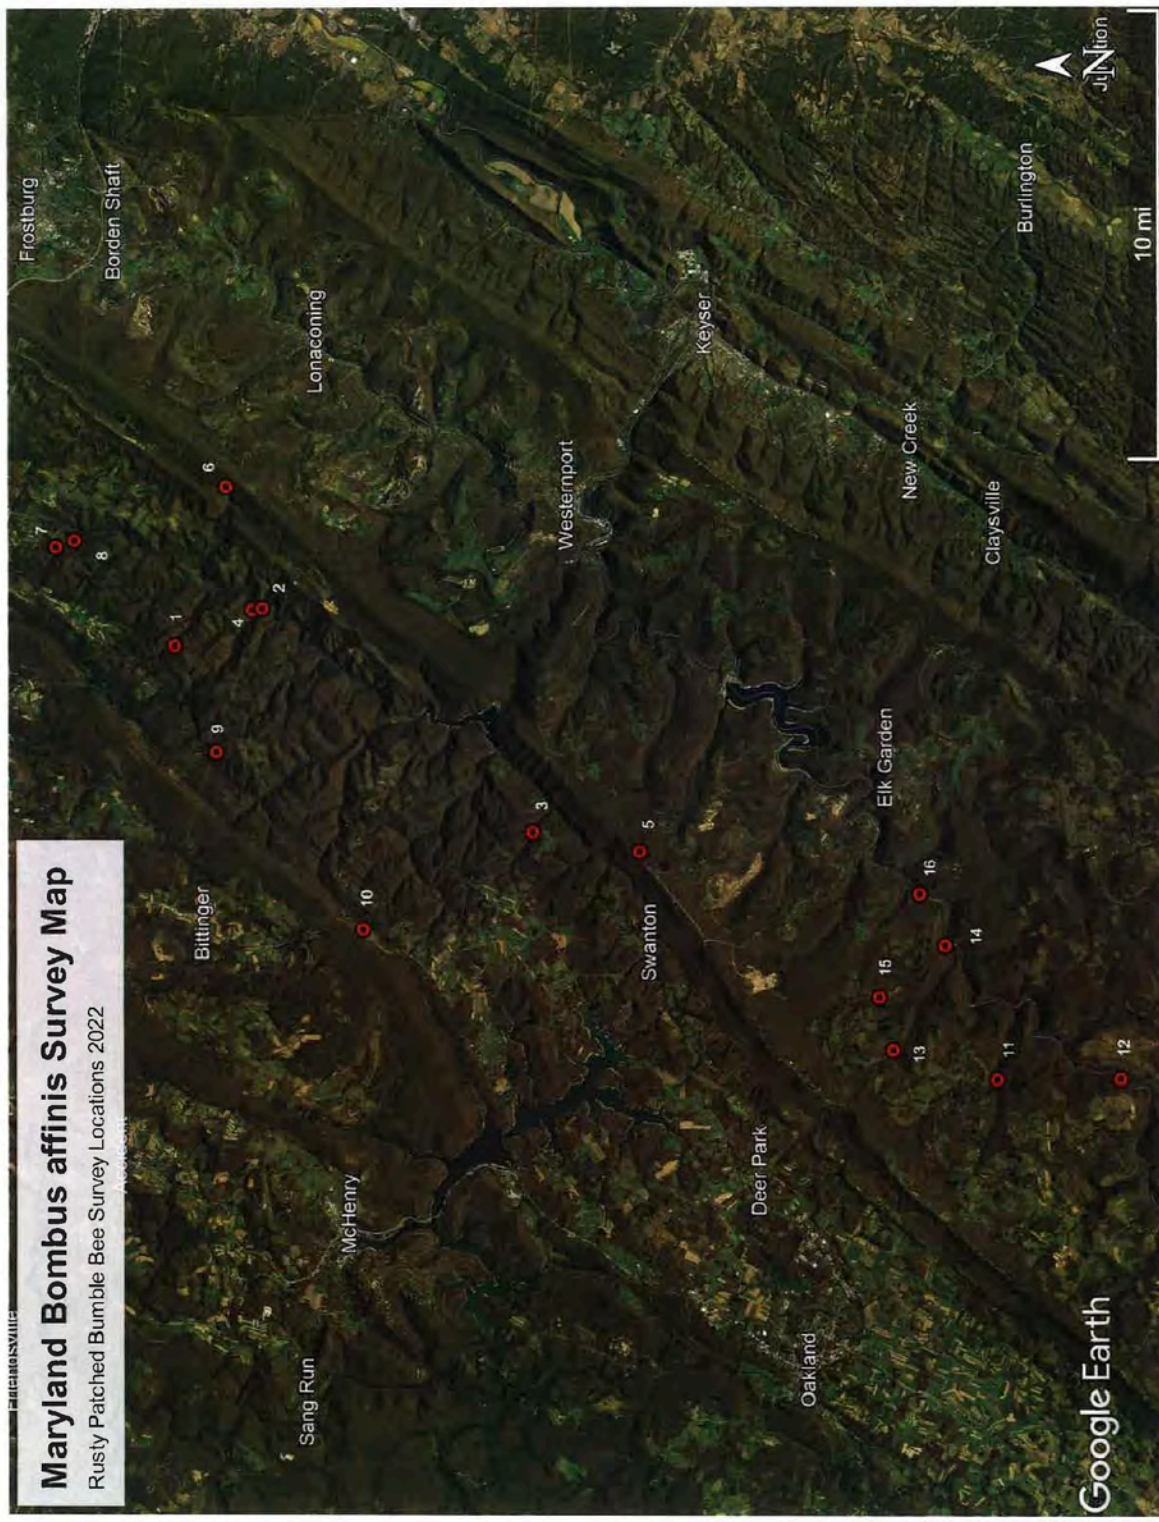 Maryland Bombus affinis Survey Map
Rusty Patched Bumble Bee Survey Locations 2022
Friendsville
Frostburg
Borden Shaft
7
8
6
Lonaconing
1
4
2
9
Bittinger
10
McHenry
Sang Run
Westernport
Keyser
3
5
Swanton
Deer Park
Oakland
Elk Garden
New Creek
Claysville
Burlington
16
15
14
13
11
12
N
10 mi
Google Earth